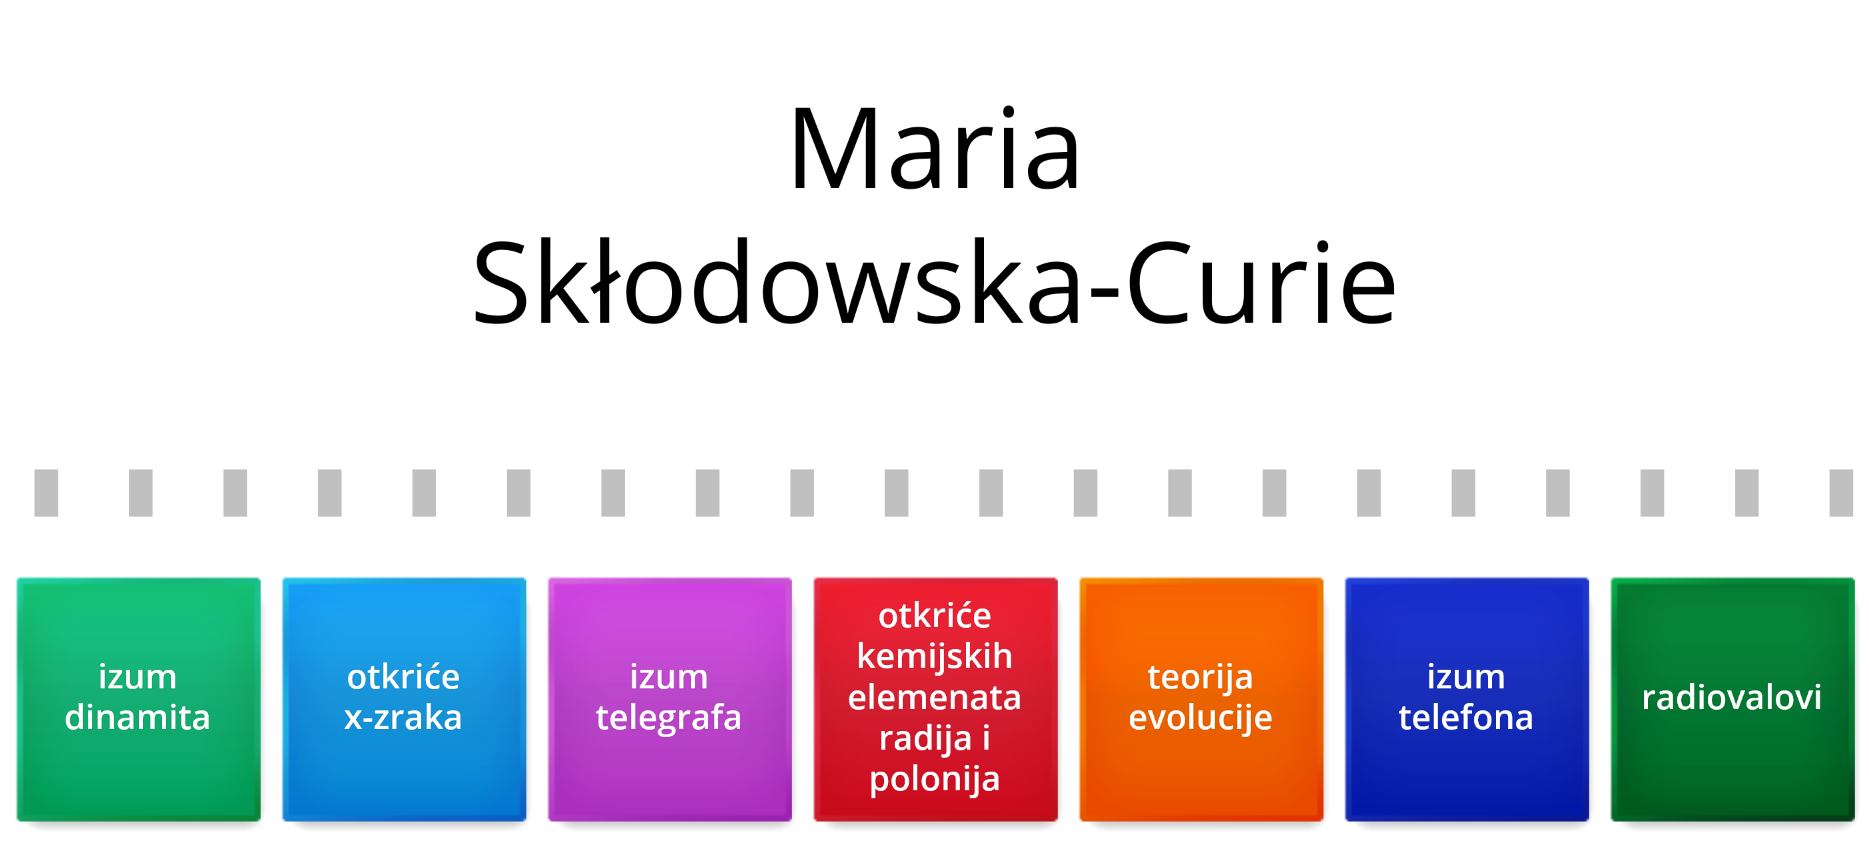 Maria
Skłodowska-Curie
izum
dinamita
otkriće
x-zraka
izum
telegrafa
otkriće
kemijskih
elemenata
radija i
polonija
teorija
evolucije
izum
telefona
radiovalovi